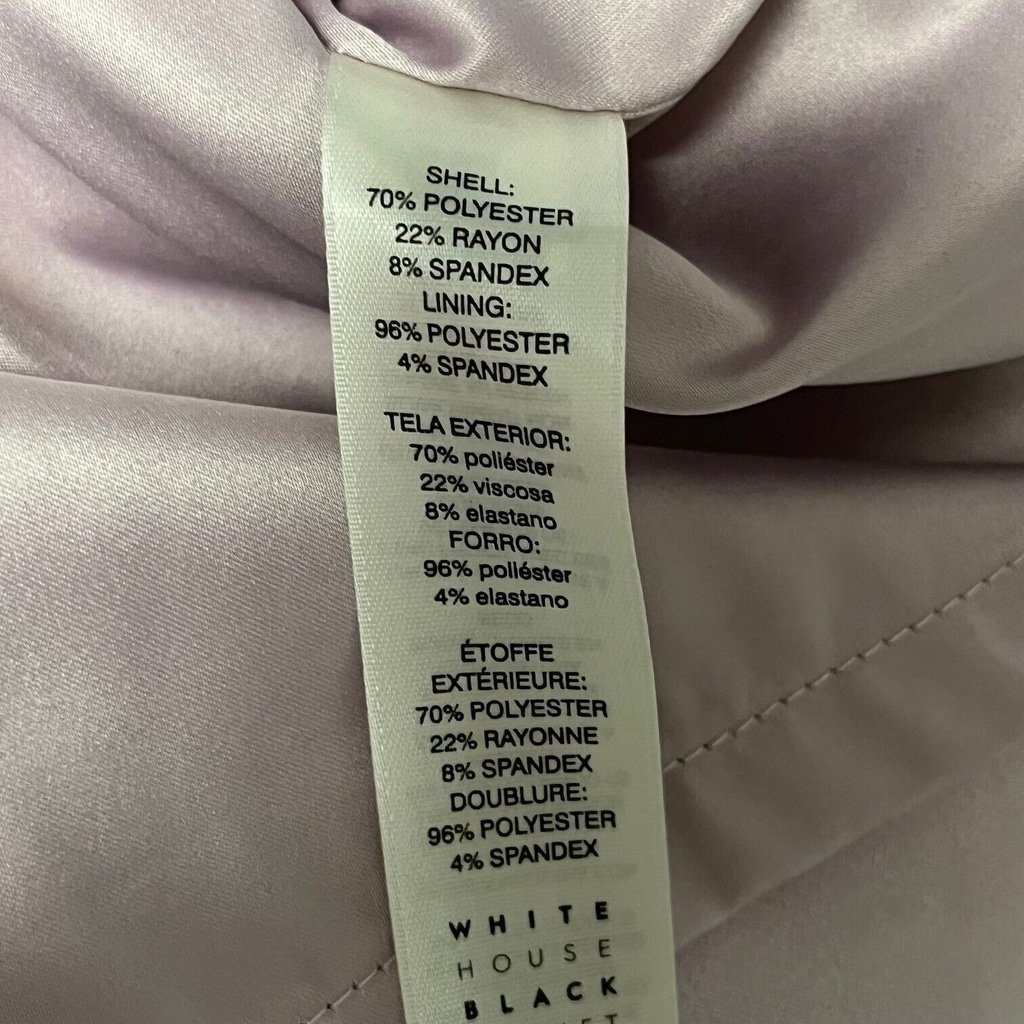 SHELL:
70% POLYESTER
22% RAYON
8% SPANDEX
LINING:
96% POLYESTER
4% SPANDEX
TELA EXTERIOR:
70% poliéster
22% viscosa
8% elastano
FORRO:
96% poliéster
4% elastano
ÉTOFFE
EXTÉRIEURE:
70% POLYESTER
22% RAYONNE
8% SPANDEX
DOUBLURE:
96% POLYESTER
4% SPANDEX
WHITE
HOUSE
BLACK